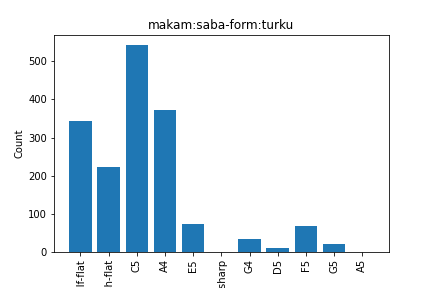 makam:saba-form:turku
Count
500
400
300
200
100
0
lf-flat
h-flat
C5
A4
E5
sharp
G4
D5
F5
G5
A5